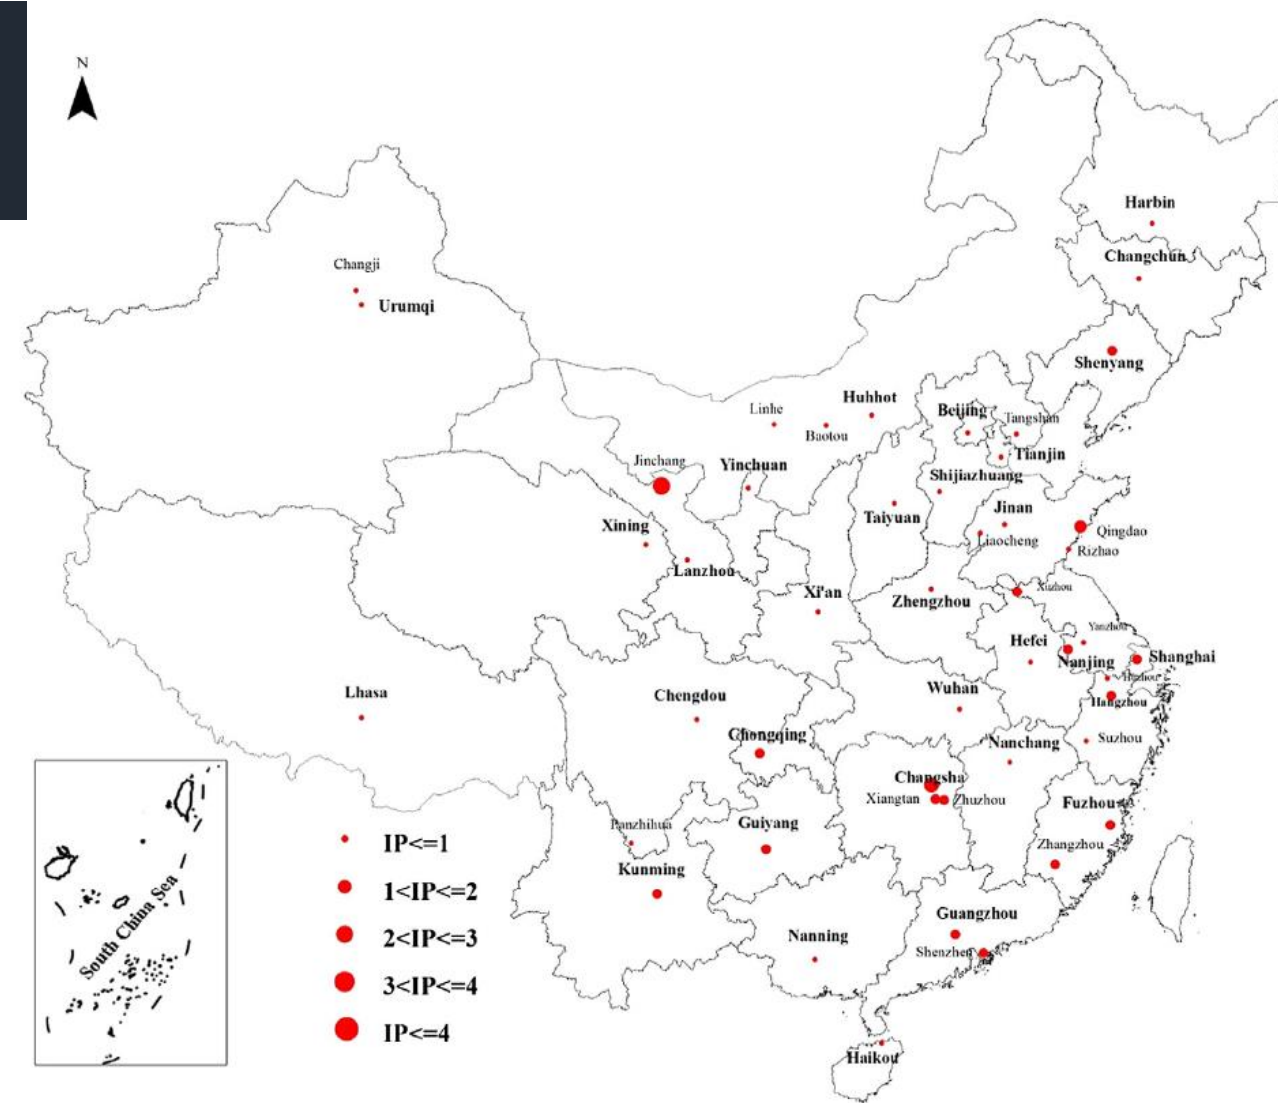 N
Harbin
Changchun
Changji
Urumqi
Shenyang
Huhhot
Linhe
Beijing
Tangshan
Baotou
Jinchang
Yinchuan
Tianjin
Shijiazhuang
Jinan
Taiyuan
Xining
Qingdao
Liaocheng
Rizhao
Lanzhou
Xi'an
Zhengzhou
Xuzhou
Yanzhou
Hefei
Nanjing
Shanghai
Huzhou
Lhasa
Chengdou
Wuhan
Hangzhou
Chongqing
Nanchang
Suzhou
Changsha
Xiangtan
Zhuzhou
Fuzhou
Panzhihua
Guiyang
Zhangzhou
Kunming
Guangzhou
Nanning
Shenzhen
Haikou
South China Sea
IP<=1
1<IP<=2
2<IP<=3
3<IP<=4
IP<=4